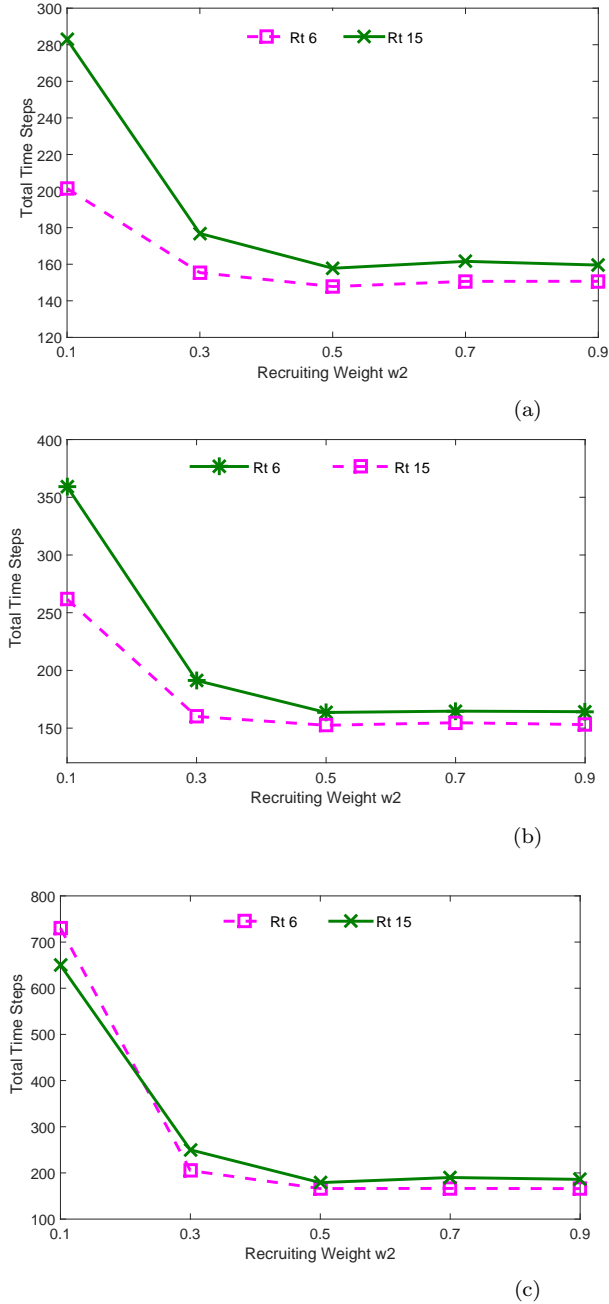 300
280
260
240
220
200
180
160
140
120
Total Time Steps
Rt 6 Rt 15
0.1 0.3 0.5 0.7 0.9
Recruiting Weight w2
(a)
400
350
300
250
200
150
Total Time Steps
Rt 6 Rt 15
0.1 0.3 0.5 0.7 0.9
Recruiting Weight w2
(b)
800
700
600
500
400
300
200
100
Total Time Steps
Rt 6 Rt 15
0.1 0.3 0.5 0.7 0.9
Recruiting Weight w2
(c)